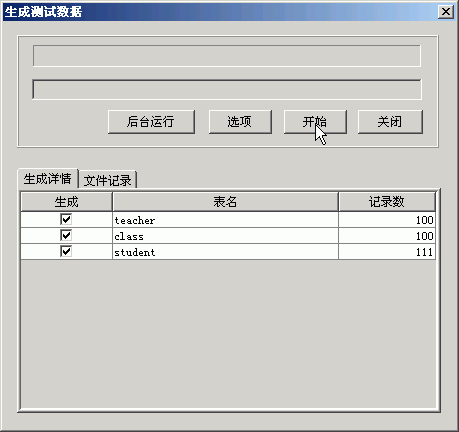 生成测试数据
后台运行 选项 开始 关闭
生成详情 文件记录
生成 表名 记录数
teacher 100
class 100
student 111